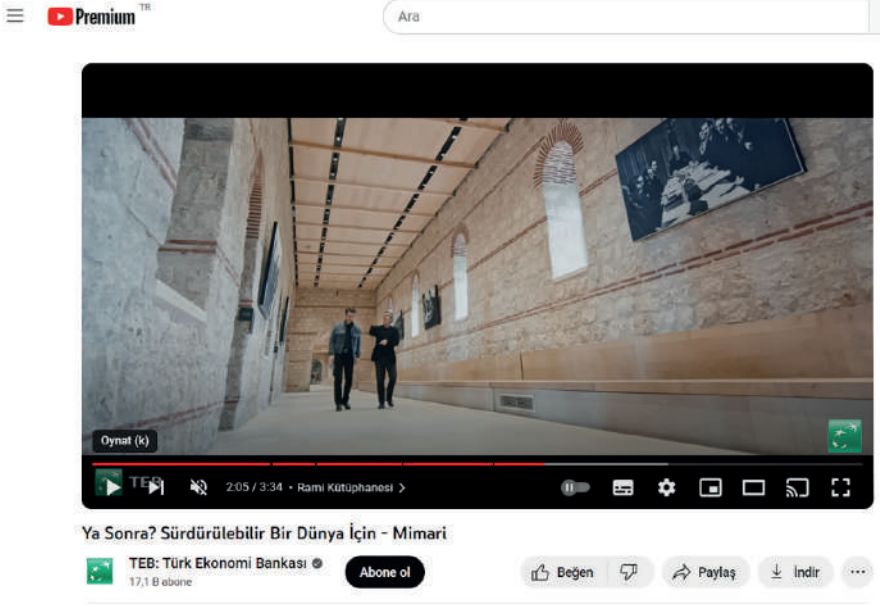 Premium TR
Ara
Oynat (k)
TEB
2:05 / 3:34 • Rami Kütüphanesi >
Ya Sonra? Sürdürülebilir Bir Dünya İçin - Mimari
TEB: Türk Ekonomi Bankası
17,1 B abone
Abone ol
Beğen
Paylaş
İndir